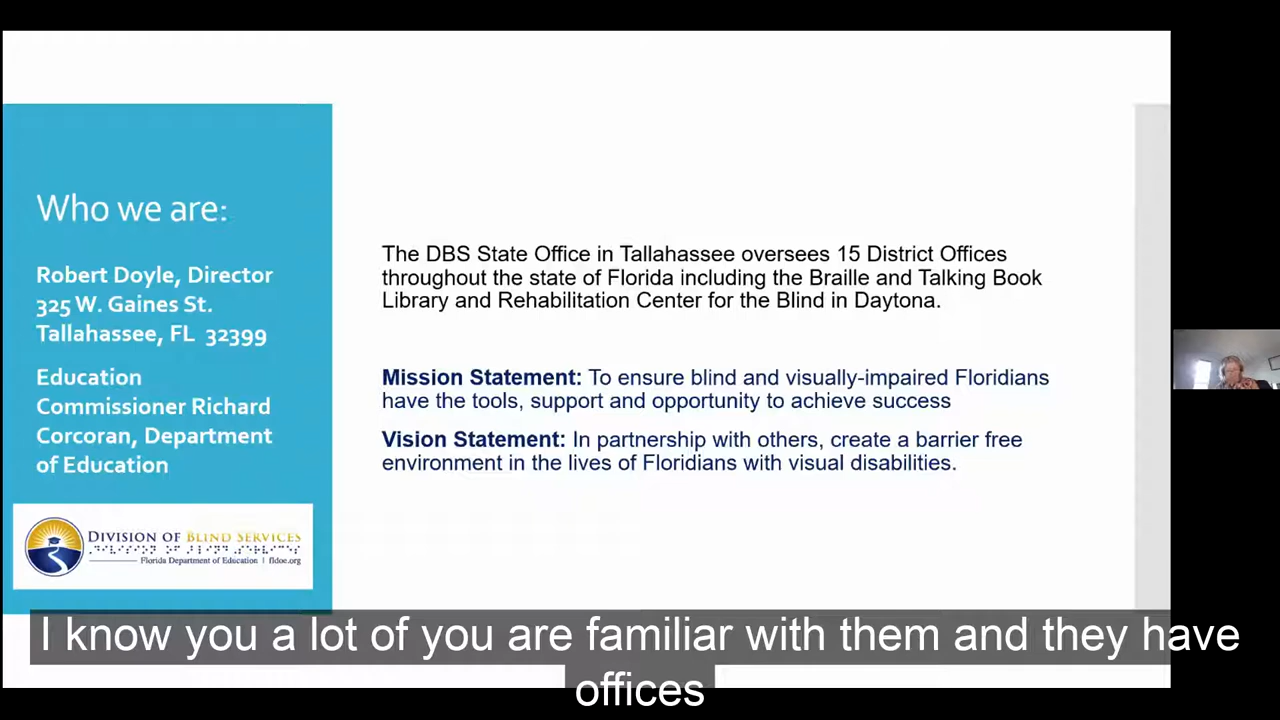 Who we are:
Robert Doyle, Director
325 W. Gaines St.
Tallahassee, FL 32399
Education
Commissioner Richard
Corcoran, Department
of Education
DIVISION OF BLIND SERVICES
Florida Department of Education | fldoe.org
The DBS State Office in Tallahassee oversees 15 District Offices
throughout the state of Florida including the Braille and Talking Book
Library and Rehabilitation Center for the Blind in Daytona.
Mission Statement: To ensure blind and visually-impaired Floridians
have the tools, support and opportunity to achieve success
Vision Statement: In partnership with others, create a barrier free
environment in the lives of Floridians with visual disabilities.
I know you a lot of you are familiar with them and they have
offices